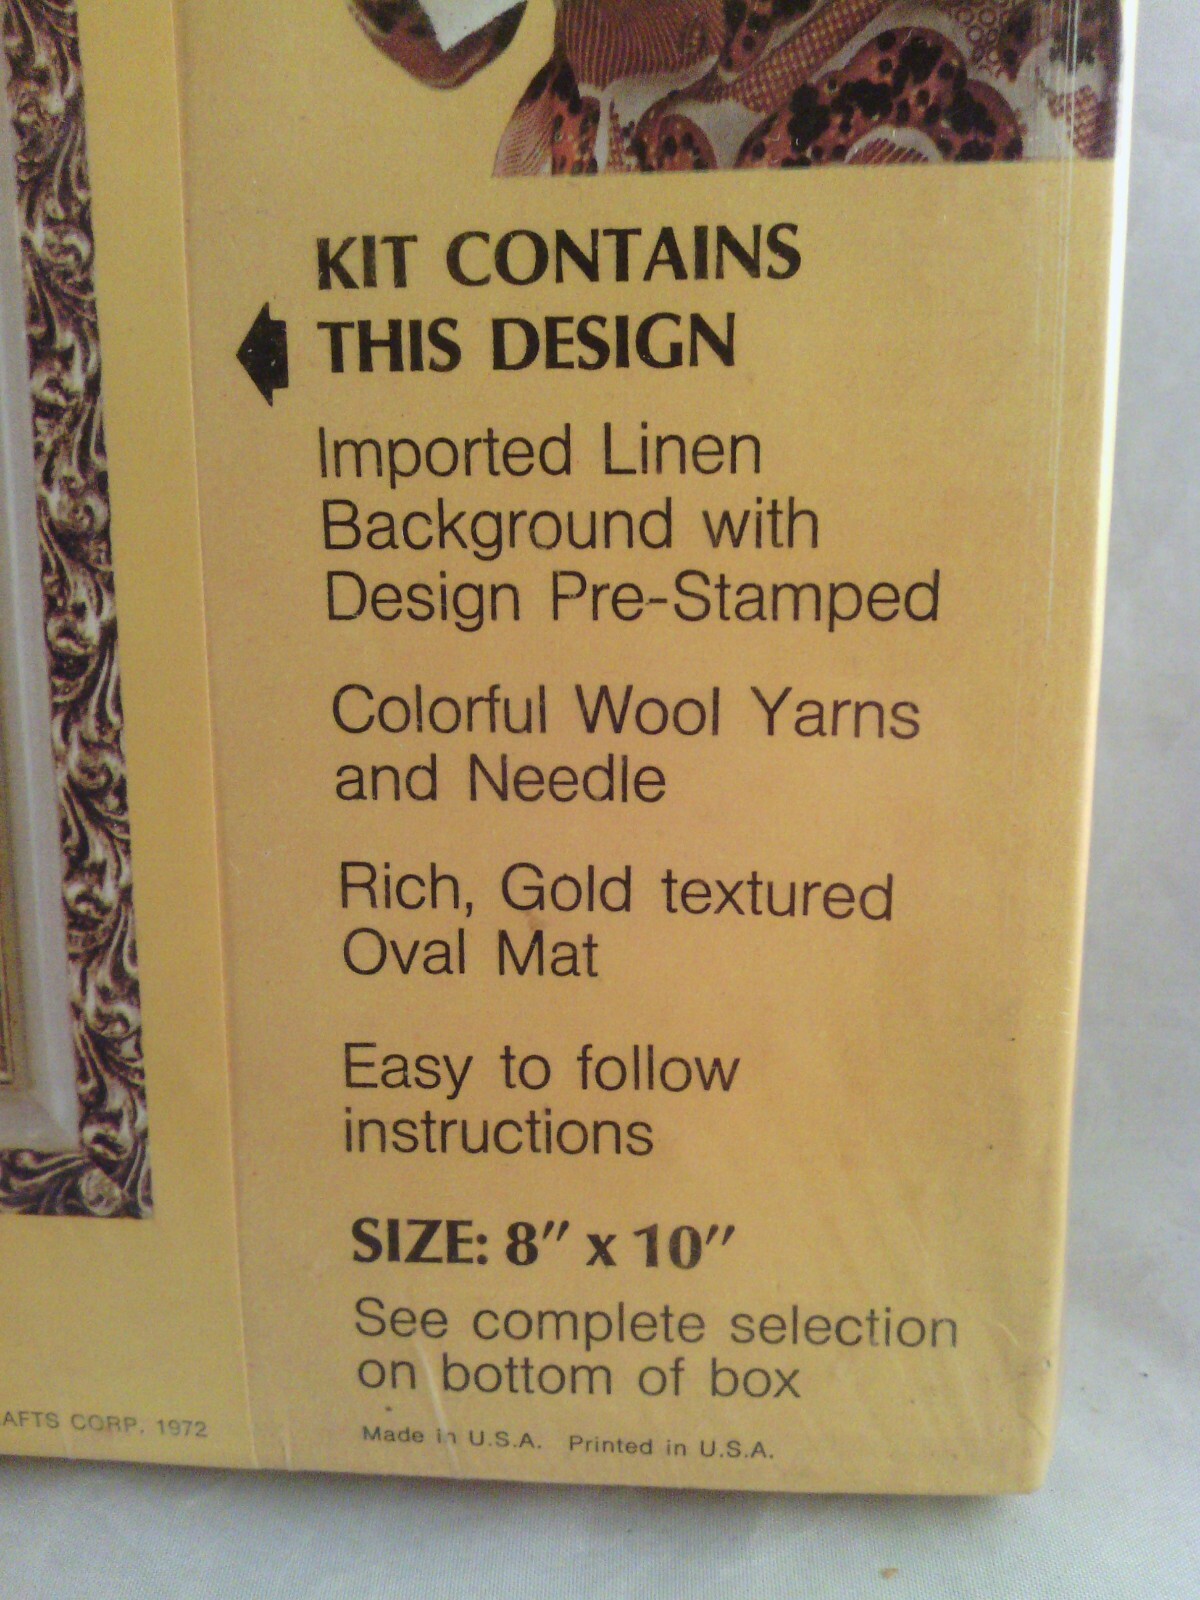 KIT CONTAINS
THIS DESIGN
Imported Linen
Background with
Design Pre-Stamped
Colorful Wool Yarns
and Needle
Rich, Gold textured
Oval Mat
Easy to follow
instructions
SIZE: 8" x 10"
See complete selection
on bottom of box
AFTS CORP. 1972
Made in U.S.A. Printed in U.S.A.